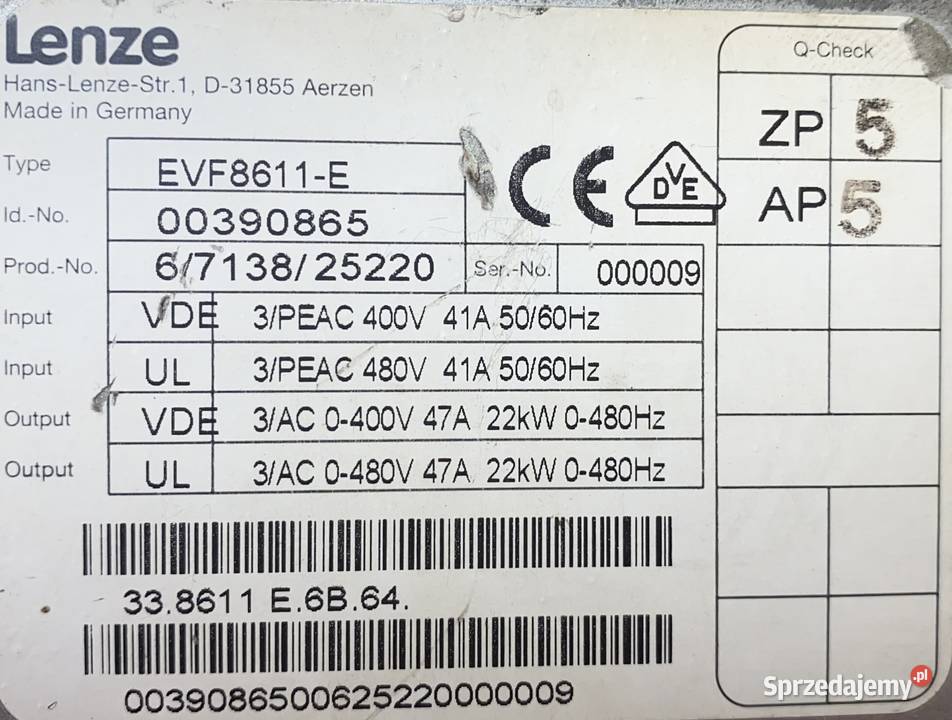 Lenze
Hans-Lenze-Str.1, D-31855 Aerzen
Made in Germany
Type EVF8611-E
Id.-No. 00390865
Prod.-No. 6/7138/25220 Ser.-No. 000009
Input VDE 3/PEAC 400V 41A 50/60Hz
Input UL 3/PEAC 480V 41A 50/60Hz
Output VDE 3/AC 0-400V 47A 22kW 0-480Hz
Output UL 3/AC 0-480V 47A 22kW 0-480Hz
CE
DVE
Q-Check
ZP 5
AP 5
33.8611 E.6B.64.
0039086500625220000009
Sprzedajemy.pl